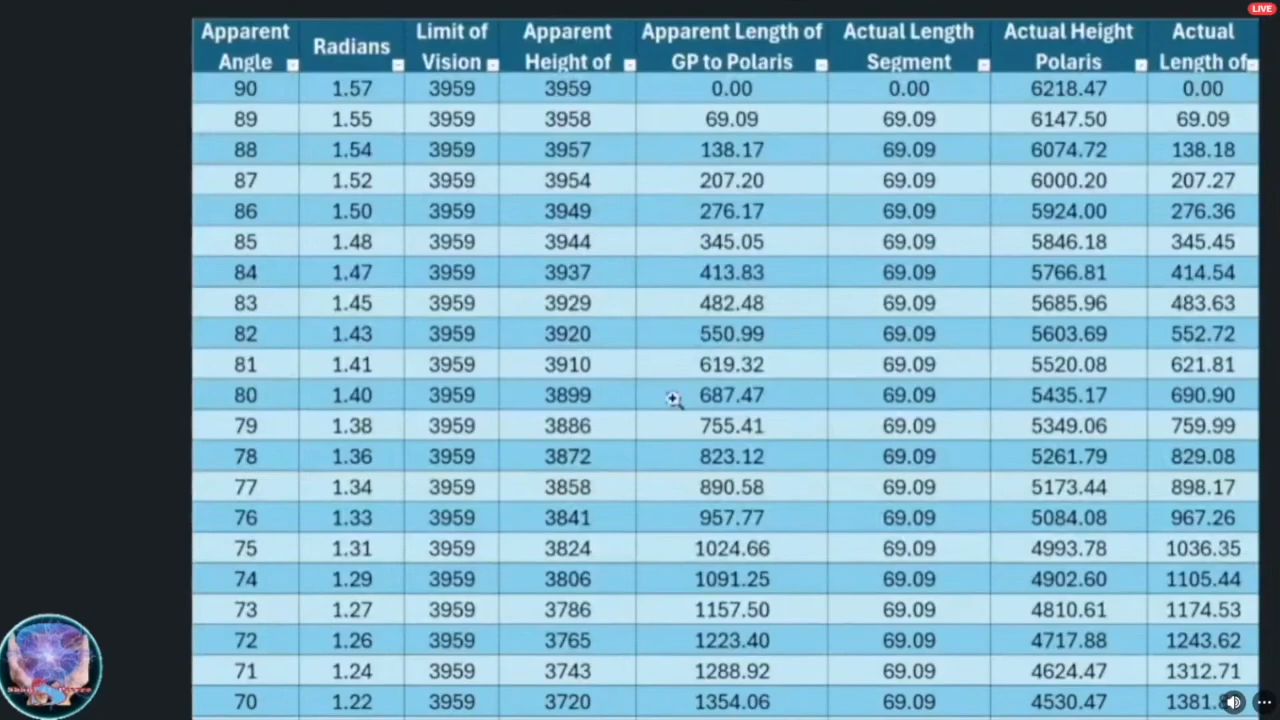 LIVE
Apparent Angle Radians Limit of Vision Apparent Height of Apparent Length of GP to Polaris Actual Length Segment Actual Height Polaris Actual Length of
90 1.57 3959 3959 0.00 0.00 6218.47 0.00
89 1.55 3959 3958 69.09 69.09 6147.50 69.09
88 1.54 3959 3957 138.17 69.09 6074.72 138.18
87 1.52 3959 3954 207.20 69.09 6000.20 207.27
86 1.50 3959 3949 276.17 69.09 5924.00 276.36
85 1.48 3959 3944 345.05 69.09 5846.18 345.45
84 1.47 3959 3937 413.83 69.09 5766.81 414.54
83 1.45 3959 3929 482.48 69.09 5685.96 483.63
82 1.43 3959 3920 550.99 69.09 5603.69 552.72
81 1.41 3959 3910 619.32 69.09 5520.08 621.81
80 1.40 3959 3899 687.47 69.09 5435.17 690.90
79 1.38 3959 3886 755.41 69.09 5349.06 759.99
78 1.36 3959 3872 823.12 69.09 5261.79 829.08
77 1.34 3959 3858 890.58 69.09 5173.44 898.17
76 1.33 3959 3841 957.77 69.09 5084.08 967.26
75 1.31 3959 3824 1024.66 69.09 4993.78 1036.35
74 1.29 3959 3806 1091.25 69.09 4902.60 1105.44
73 1.27 3959 3786 1157.50 69.09 4810.61 1174.53
72 1.26 3959 3765 1223.40 69.09 4717.88 1243.62
71 1.24 3959 3743 1288.92 69.09 4624.47 1312.71
70 1.22 3959 3720 1354.06 69.09 4530.47